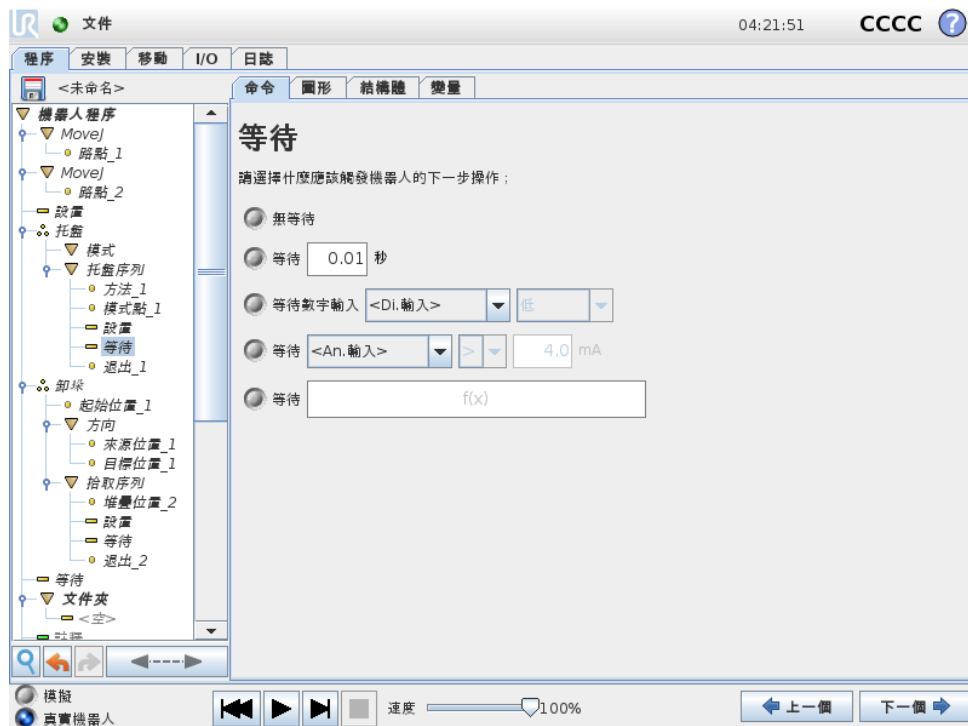 UR 文件 04:21:51 CCCC ?
程序 安裝 移動 I/O 日誌
<未命名> 命令 圖形 結構體 變量
機器人程序
MoveJ
路點_1
MoveJ
路點_2
設置
托盤
模式
托盤序列
方法_1
模式點_1
設置
等待
退出_1
卸垛
起始位置_1
方向
來源位置_1
目標位置_1
拾取序列
堆疊位置_2
設置
等待
退出_2
等待
文件夾
<空>
註釋
等待
請選擇什麼應該觸發機器人的下一步操作；
無等待
等待 0.01 秒
等待數字輸入 <Di.輸入> 低
等待 <An.輸入> > 4.0 mA
等待 f(x)
模擬
真實機器人
速度 100% 上一個 下一個